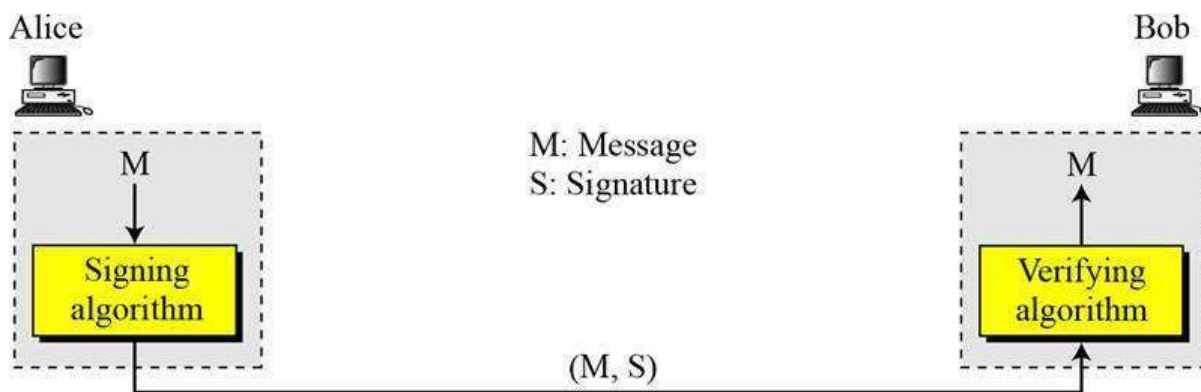 Alice
Bob
M
M: Message
S: Signature
M
Signing
algorithm
Verifying
algorithm
(M, S)